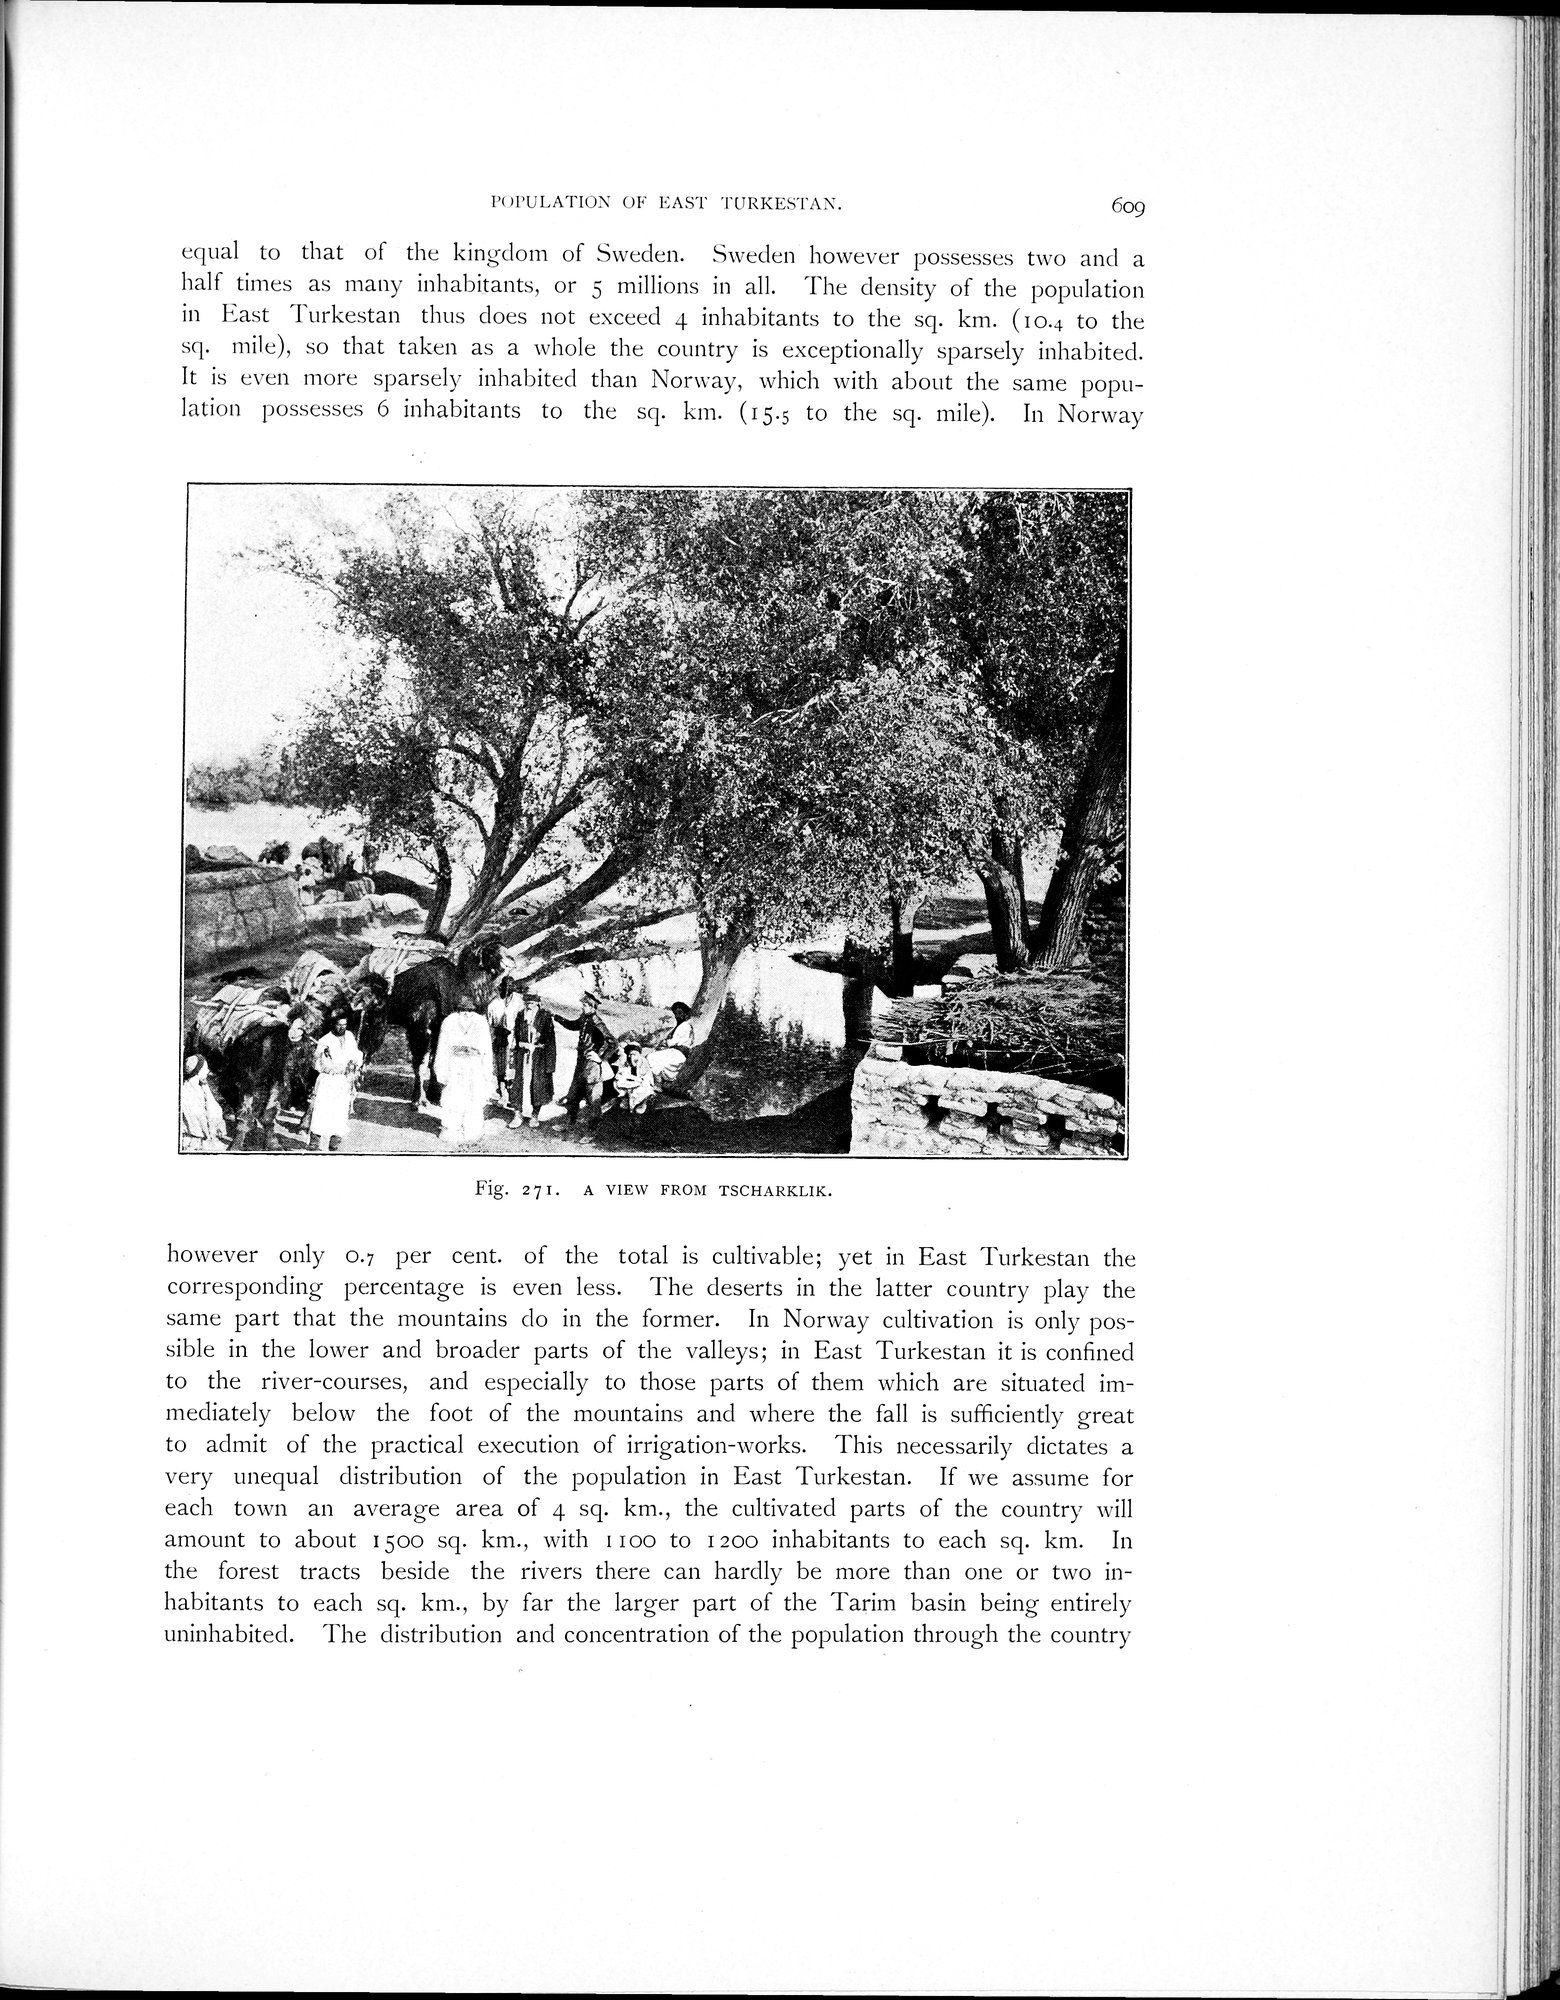 POPULATION OF EAST TURKESTAN. 609
equal to that of the kingdom of Sweden. Sweden however possesses two and a
half times as many inhabitants, or 5 millions in all. The density of the population
in East Turkestan thus does not exceed 4 inhabitants to the sq. km. (10.4 to the
sq. mile), so that taken as a whole the country is exceptionally sparsely inhabited.
It is even more sparsely inhabited than Norway, which with about the same popu-
lation possesses 6 inhabitants to the sq. km. (15.5 to the sq. mile). In Norway
Fig. 271. A VIEW FROM TSCHARKLIK.
however only 0.7 per cent. of the total is cultivable; yet in East Turkestan the
corresponding percentage is even less. The deserts in the latter country play the
same part that the mountains do in the former. In Norway cultivation is only pos-
sible in the lower and broader parts of the valleys; in East Turkestan it is confined
to the river-courses, and especially to those parts of them which are situated im-
mediately below the foot of the mountains and where the fall is sufficiently great
to admit of the practical execution of irrigation-works. This necessarily dictates a
very unequal distribution of the population in East Turkestan. If we assume for
each town an average area of 4 sq. km., the cultivated parts of the country will
amount to about 1500 sq. km., with 1100 to 1200 inhabitants to each sq. km. In
the forest tracts beside the rivers there can hardly be more than one or two in-
habitants to each sq. km., by far the larger part of the Tarim basin being entirely
uninhabited. The distribution and concentration of the population through the country